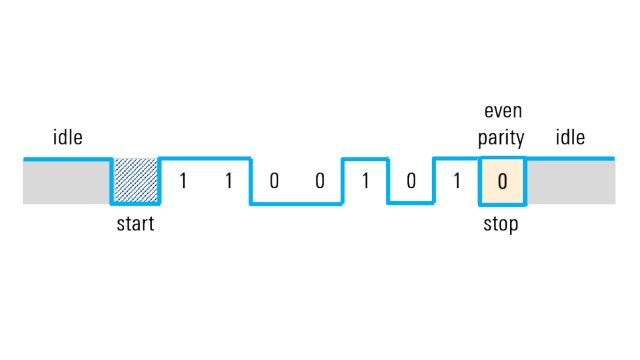 even
idle parity idle
1 1 0 0 1 0 1 0
start stop